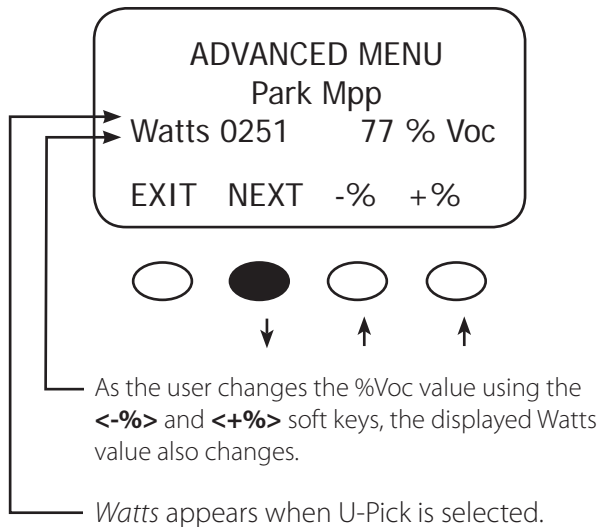 ADVANCED MENU
Park Mpp
Watts 0251 77 % Voc
EXIT NEXT -% +%
As the user changes the %Voc value using the
<-%> and <+%> soft keys, the displayed Watts
value also changes.
Watts appears when U-Pick is selected.